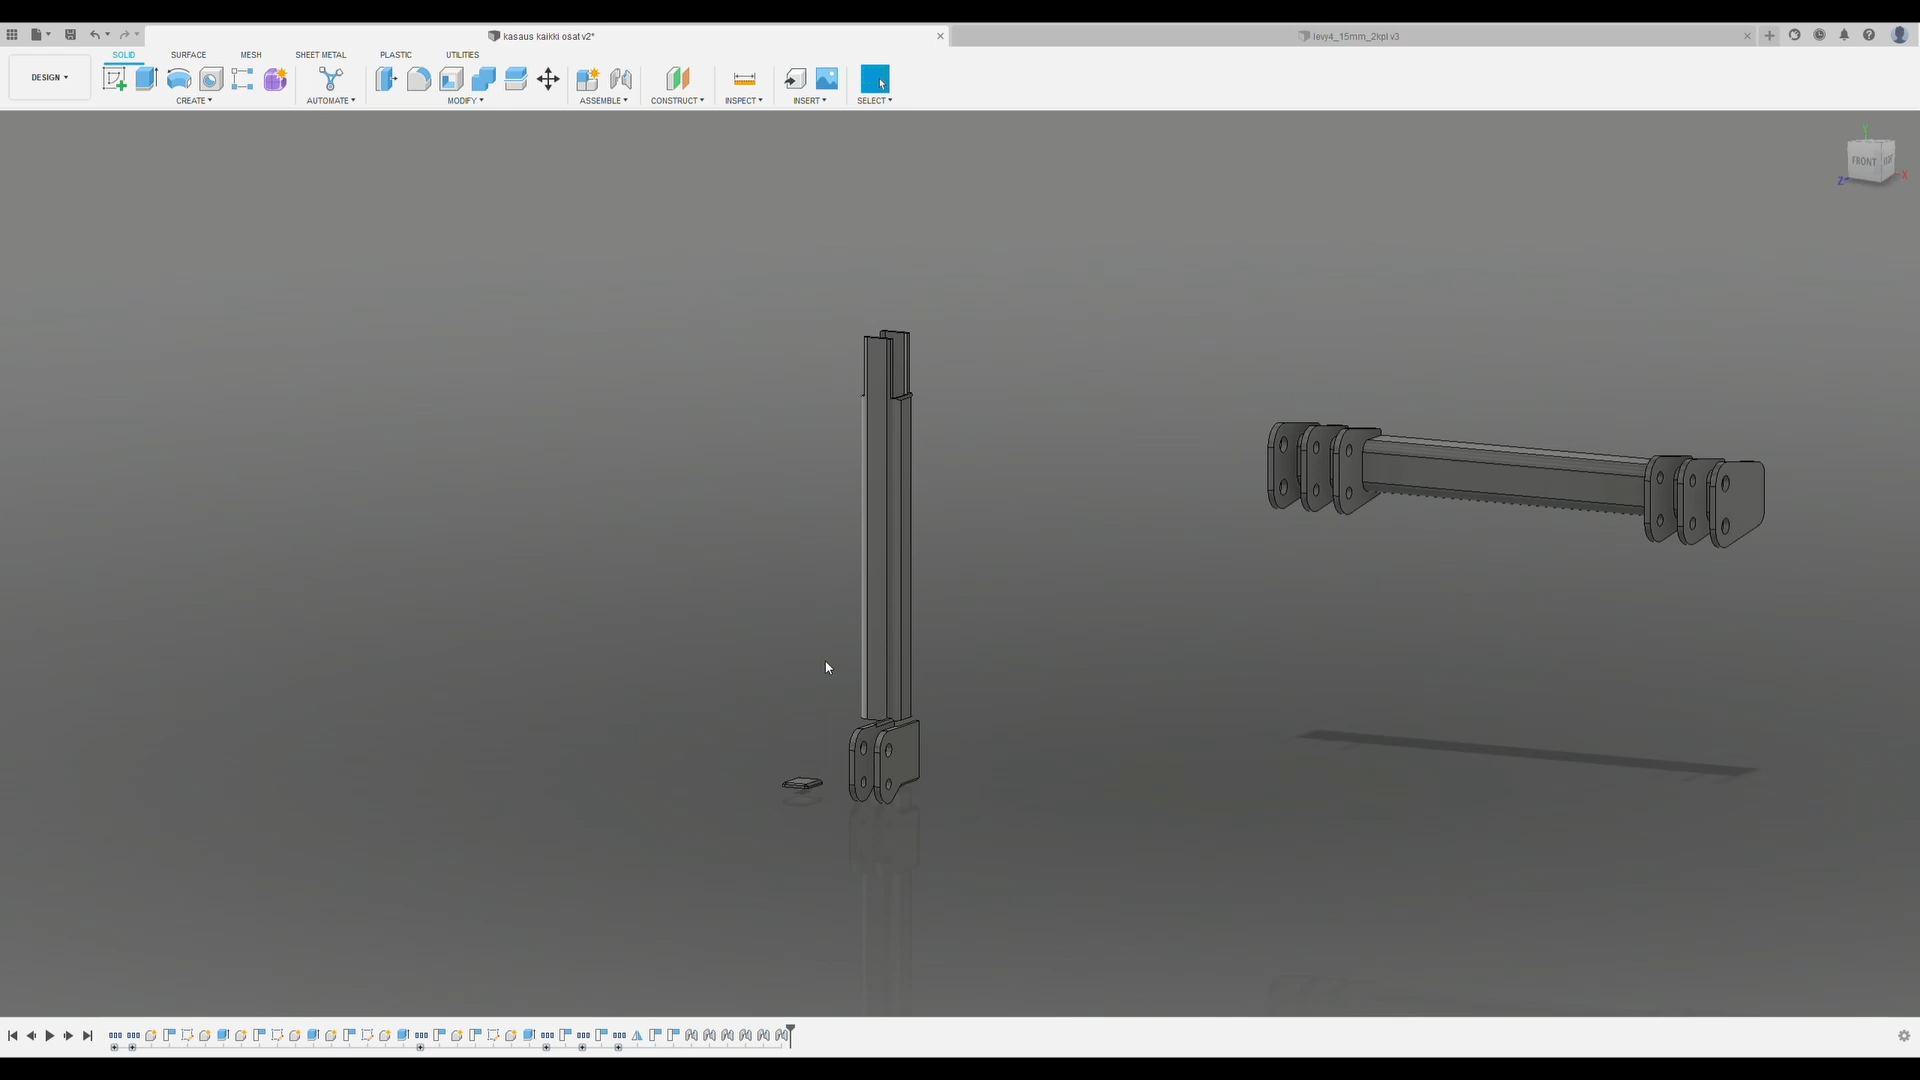 kasaus kaikki osat v2*
levy4_15mm_2kpl v3
SOLID SURFACE MESH SHEET METAL PLASTIC UTILITIES
DESIGN
CREATE AUTOMATE MODIFY ASSEMBLE CONSTRUCT INSPECT INSERT SELECT
Y
FRONT
Z
X